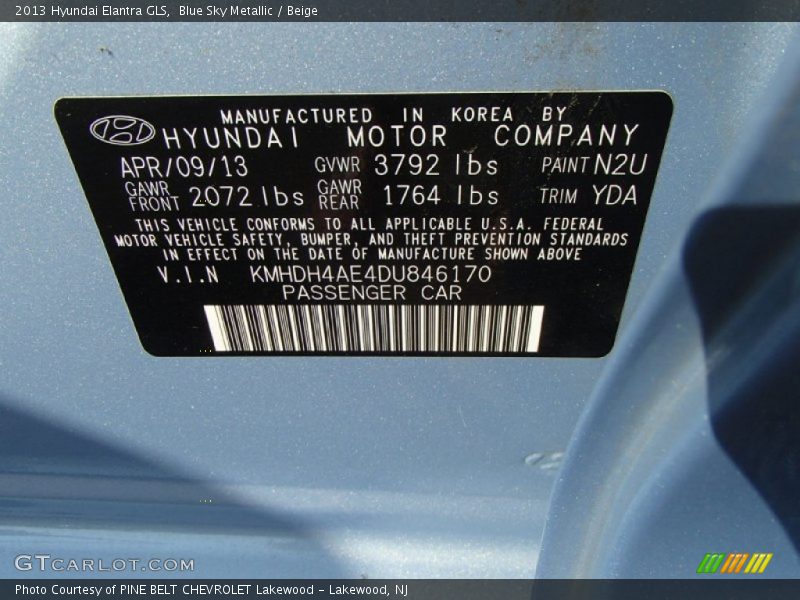 2013 Hyundai Elantra GLS, Blue Sky Metallic / Beige
MANUFACTURED IN KOREA BY
HYUNDAI MOTOR COMPANY
APR/09/13 GVWR 3792 lbs PAINT N2U
GAWR FRONT 2072 lbs GAWR REAR 1764 lbs TRIM YDA
THIS VEHICLE CONFORMS TO ALL APPLICABLE U.S.A. FEDERAL
MOTOR VEHICLE SAFETY, BUMPER, AND THEFT PREVENTION STANDARDS
IN EFFECT ON THE DATE OF MANUFACTURE SHOWN ABOVE
V.I.N KMHDH4AE4DU846170
PASSENGER CAR
GTCARLOT.COM
Photo Courtesy of PINE BELT CHEVROLET Lakewood - Lakewood, NJ